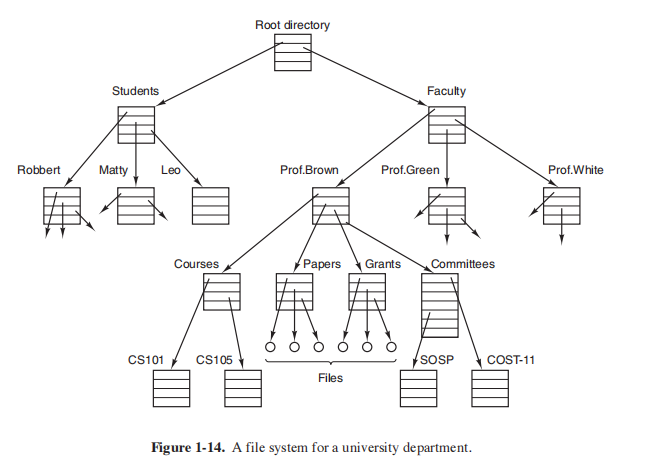 Root directory
Students
Faculty
Robbert
Matty
Leo
Prof.Brown
Prof.Green
Prof.White
Courses
Papers
Grants
Committees
CS101
CS105
SOSP
COST-11
Files
Figure 1-14. A file system for a university department.